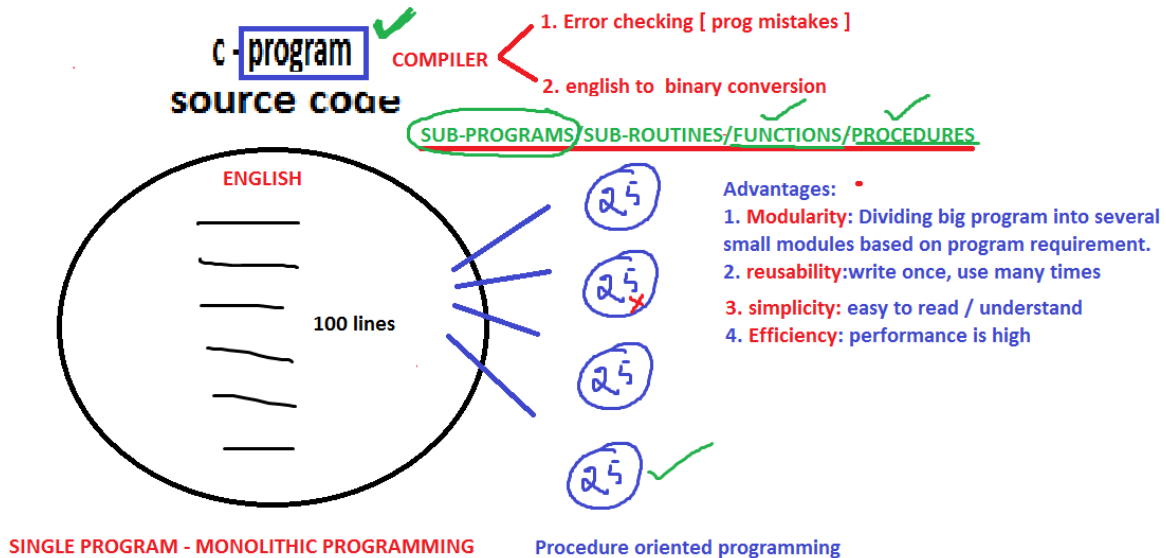 c - program
source code
COMPILER
1. Error checking [ prog mistakes ]
2. english to binary conversion
SUB-PROGRAMS/SUB-ROUTINES/FUNCTIONS/PROCEDURES
ENGLISH
100 lines
25
25
25
25
Advantages:
1. Modularity: Dividing big program into several
small modules based on program requirement.
2. reusability:write once, use many times
3. simplicity: easy to read / understand
4. Efficiency: performance is high
SINGLE PROGRAM - MONOLITHIC PROGRAMMING
Procedure oriented programming